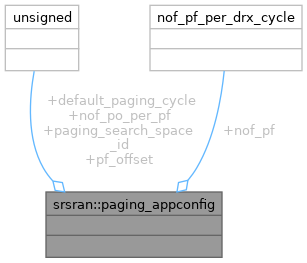 unsigned
nof_pf_per_drx_cycle
+default_paging_cycle
+nof_po_per_pf
+paging_search_space
_id
+pf_offset
+nof_pf
srsran::paging_appconfig